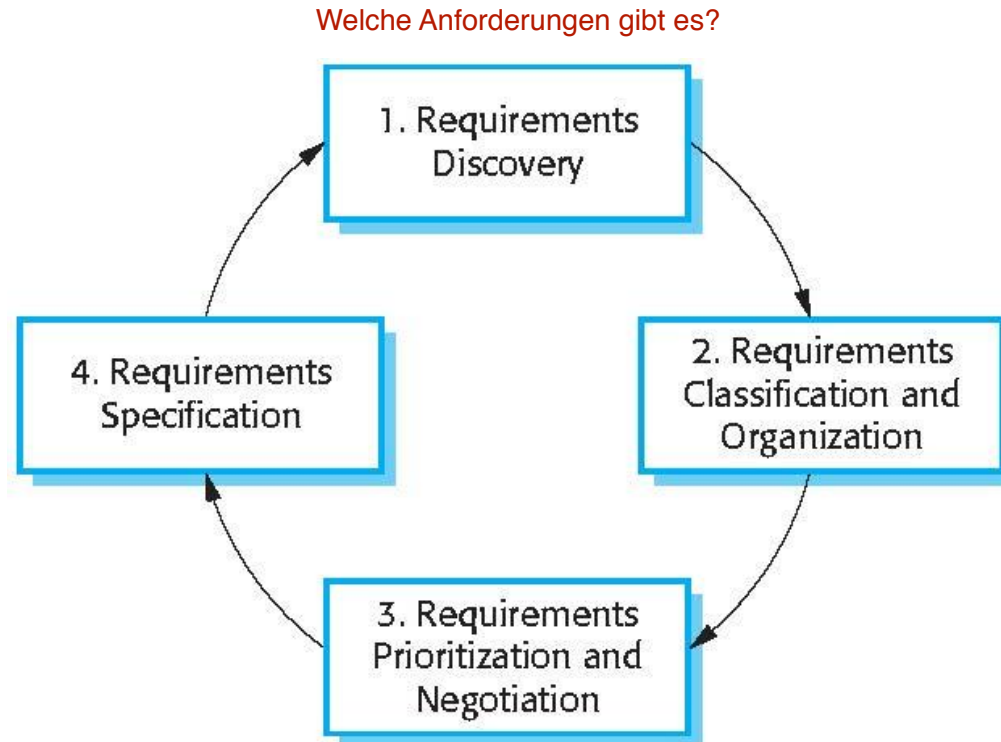 Welche Anforderungen gibt es?
1. Requirements
Discovery
2. Requirements
Classification and
Organization
3. Requirements
Prioritization and
Negotiation
4. Requirements
Specification